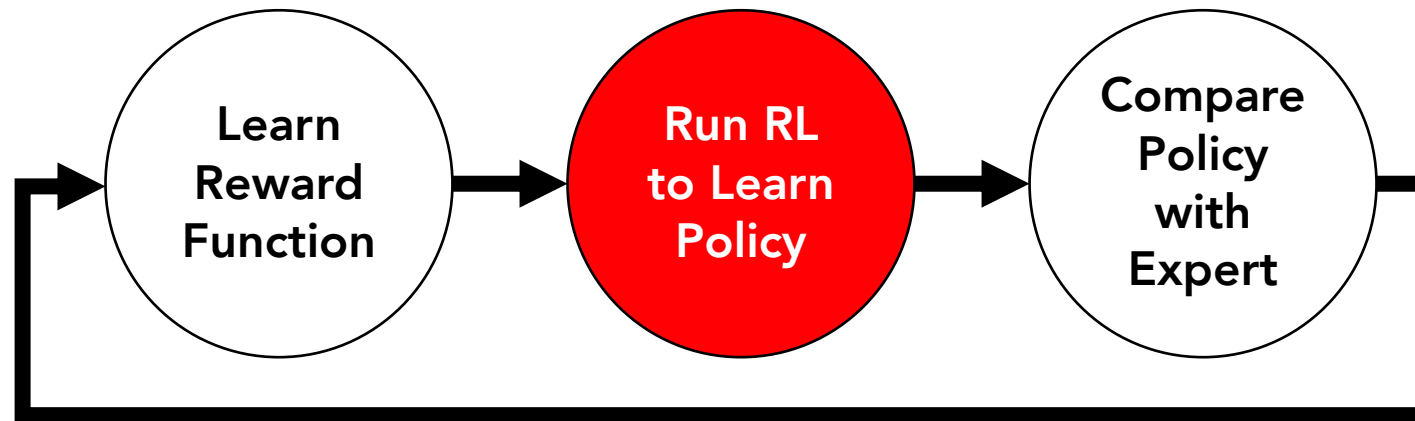 Learn
Reward
Function
Run RL
to Learn
Policy
Compare
Policy
with
Expert